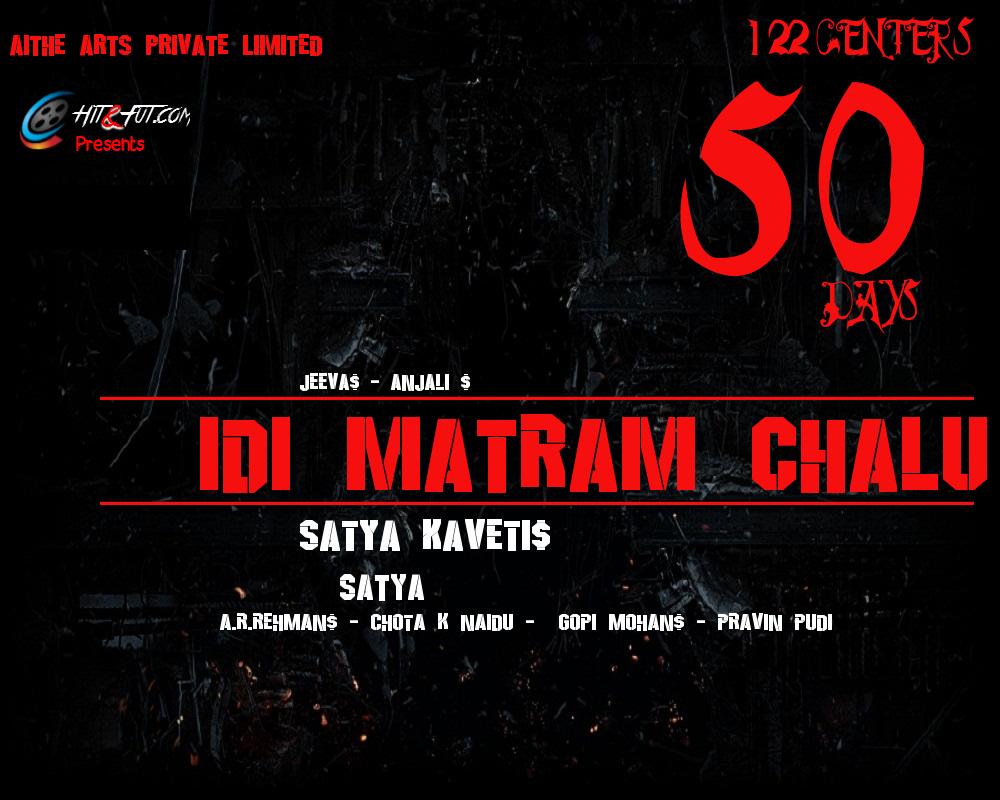 AITHE ARTS PRIVATE LIIMITED
122 CENTERS
HIT&FUT.COM
Presents
50
DAYS
JEEVA$ - ANJALI $
IDI MATRAM CHALU
SATYA KAVETI$
SATYA
A.R.REHMAN$ - CHOTA K NAIDU - GOPI MOHAN$ - PRAVIN PUDI